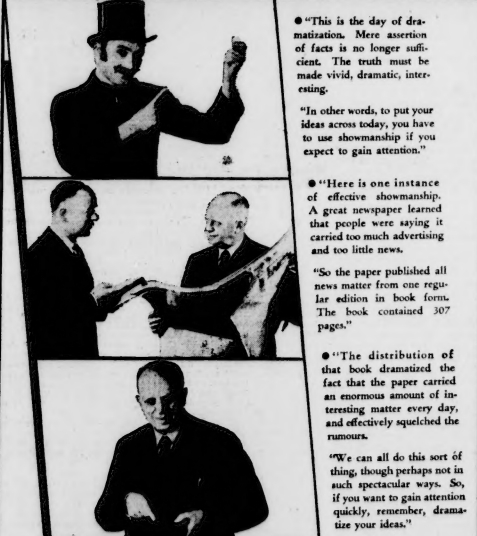 ● "This is the day of dra-
matization. Mere assertion
of facts is no longer suffi-
cient. The truth must be
made vivid, dramatic, inter-
esting.
"In other words, to put your
ideas across today, you have
to use showmanship if you
expect to gain attention."
● "Here is one instance
of effective showmanship.
A great newspaper learned
that people were saying it
carried too much advertising
and too little news.
"So the paper published all
news matter from one regu-
lar edition in book form.
The book contained 307
pages."
● "The distribution of
that book dramatized the
fact that the paper carried
an enormous amount of in-
teresting matter every day,
and effectively squelched the
rumours.
"We can all do this sort of
thing, though perhaps not in
such spectacular ways. So,
if you want to gain attention
quickly, remember, drama-
tize your ideas."